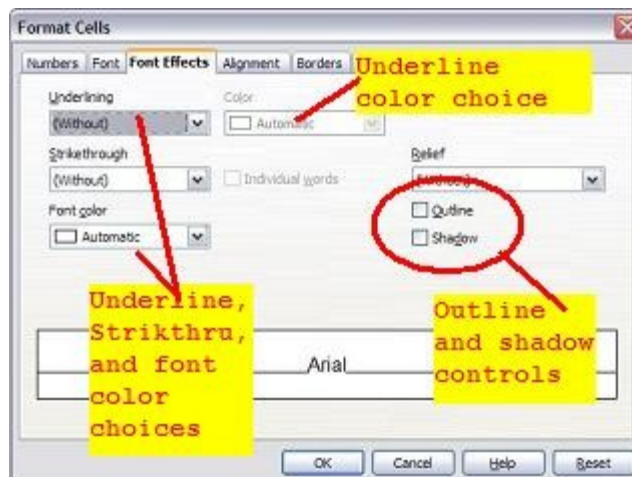 Format Cells
Numbers Font Font Effects Alignment Borders
Underline
color choice
Underlining
Color
(Without)
Automatic
Strikethrough
Relief
(Without)
Individual words
(Without)
Font color
Outline
Automatic
Shadow
Underline,
Strikthru,
and font
color
choices
Outline
and shadow
controls
Arial
OK Cancel Help Reset